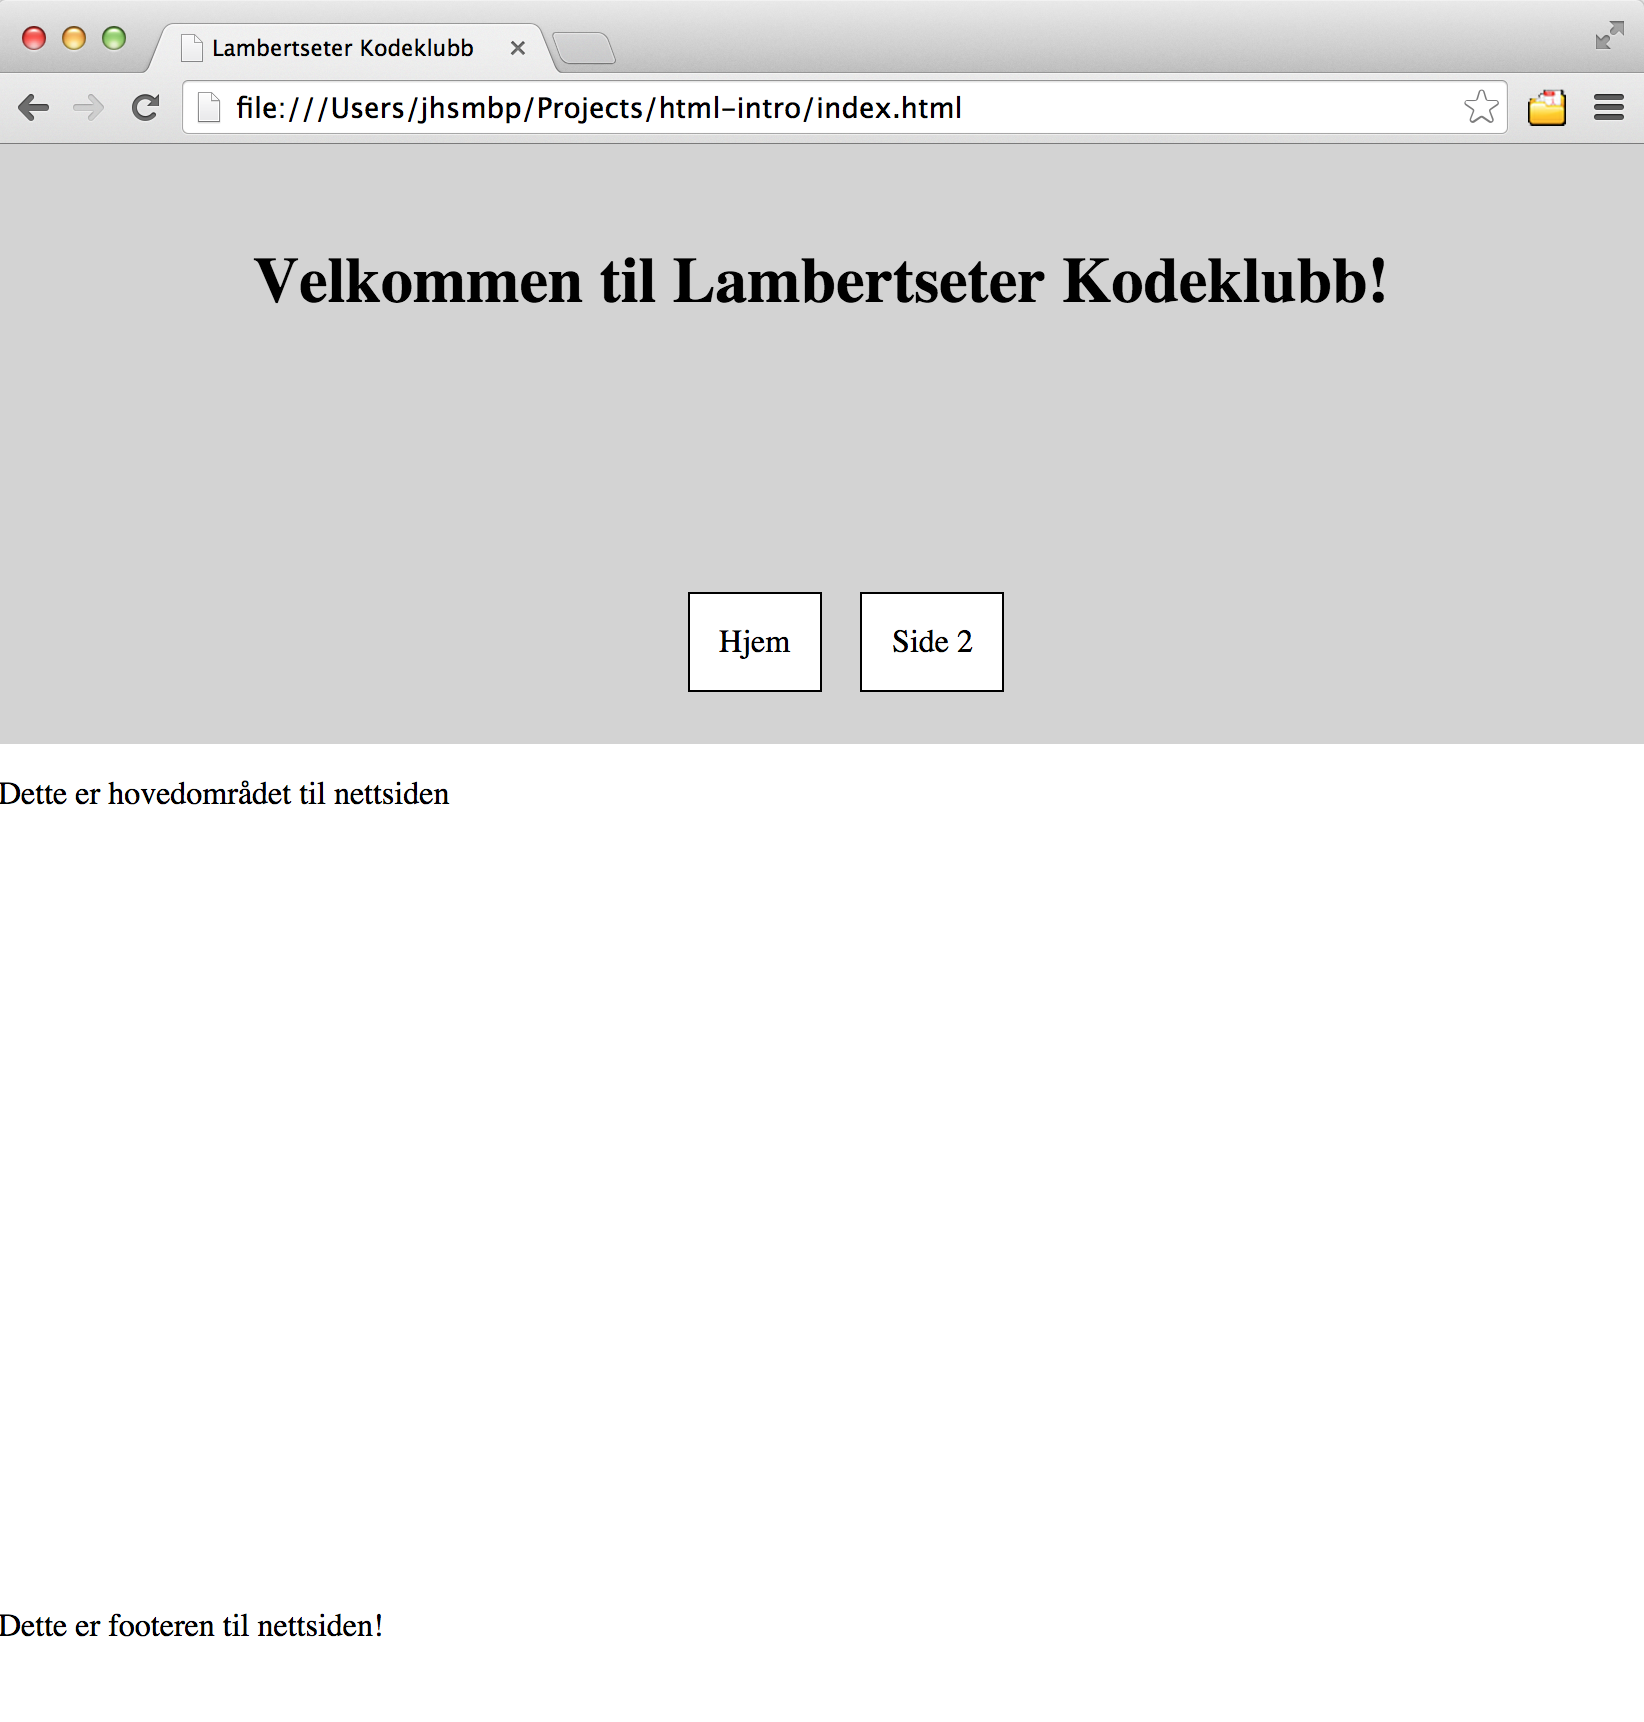 Lambertseter Kodeklubb
file:///Users/jhsmbp/Projects/html-intro/index.html
Velkommen til Lambertseter Kodeklubb!
Hjem
Side 2
Dette er hovedområdet til nettsiden
Dette er footeren til nettsiden!